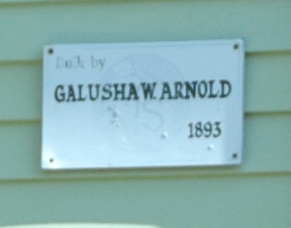 Built by
GALUSHA W. ARNOLD
1893